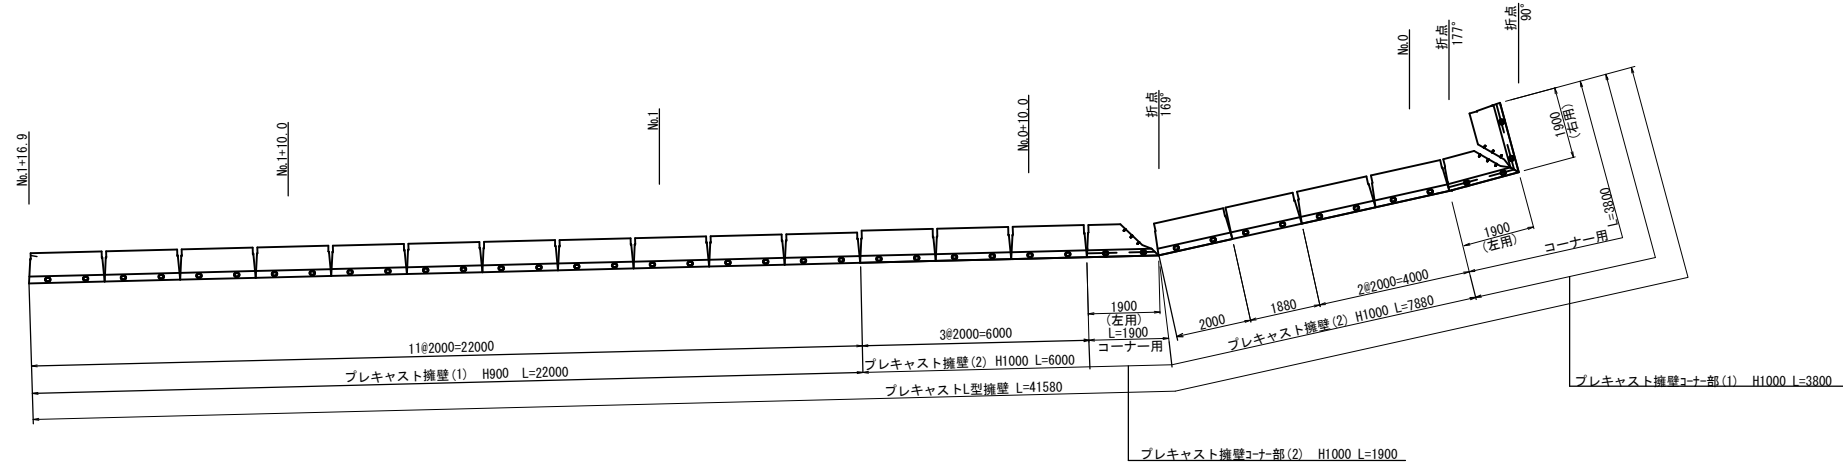 No.1+16.9
No.1+10.0
No.1
No.0+10.0
折点
169°
No.0
折点
177°
折点
90°
1900
(右用)
L=3800
1900
(左用)
コーナー用
2@2000=4000
1880
2000
プレキャスト擁壁(2) H1000 L=7880
1900
(左用)
L=1900
コーナー用
3@2000=6000
11@2000=22000
プレキャスト擁壁(2) H1000 L=6000
プレキャスト擁壁(1) H900 L=22000
プレキャストL型擁壁 L=41580
プレキャスト擁壁コーナー部(1) H1000 L=3800
プレキャスト擁壁コーナー部(2) H1000 L=1900